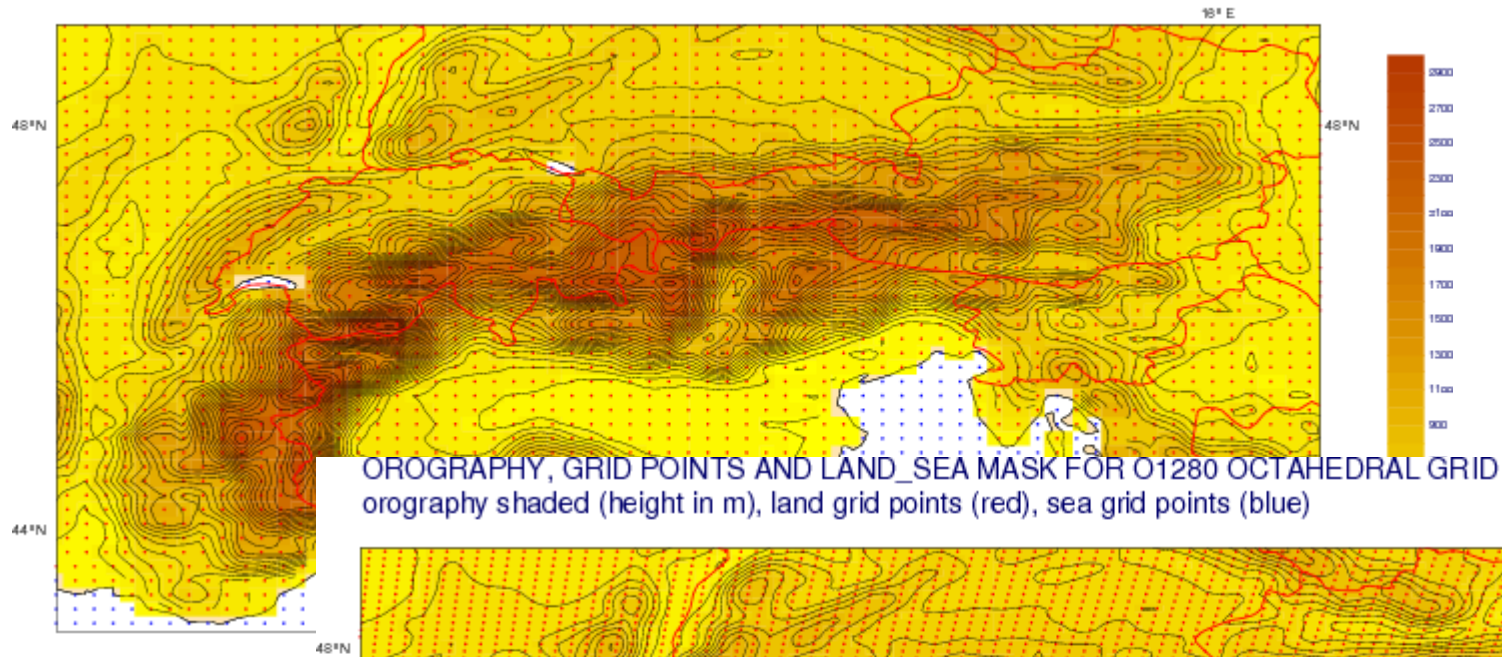 16° E
48°N
48°N
2900
2700
2500
2300
2100
1900
1700
1500
1300
1100
900
44°N
OROGRAPHY, GRID POINTS AND LAND_SEA MASK FOR O1280 OCTAHEDRAL GRID
orography shaded (height in m), land grid points (red), sea grid points (blue)
48°N